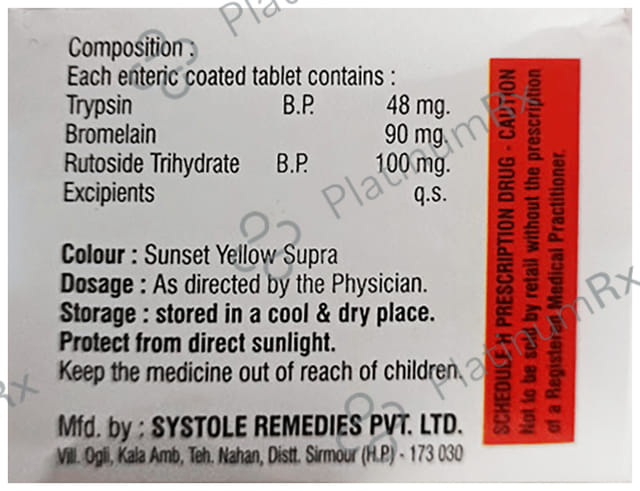 Composition :
Each enteric coated tablet contains :
Trypsin B.P. 48 mg.
Bromelain 90 mg.
Rutoside Trihydrate B.P. 100 mg.
Excipients q.s.
Colour : Sunset Yellow Supra
Dosage : As directed by the Physician.
Storage : stored in a cool & dry place.
Protect from direct sunlight.
Keep the medicine out of reach of children.
Mfd. by : SYSTOLE REMEDIES PVT. LTD.
Vill. Ogli, Kala Amb, Teh. Nahan, Distt. Sirmour (H.P.) - 173 030
SCHEDULE H PRESCRIPTION DRUG - CAUTION
Not to be sold by retail without the prescription
of a Registered Medical Practitioner.
PlatinumRx
PlatinumRx